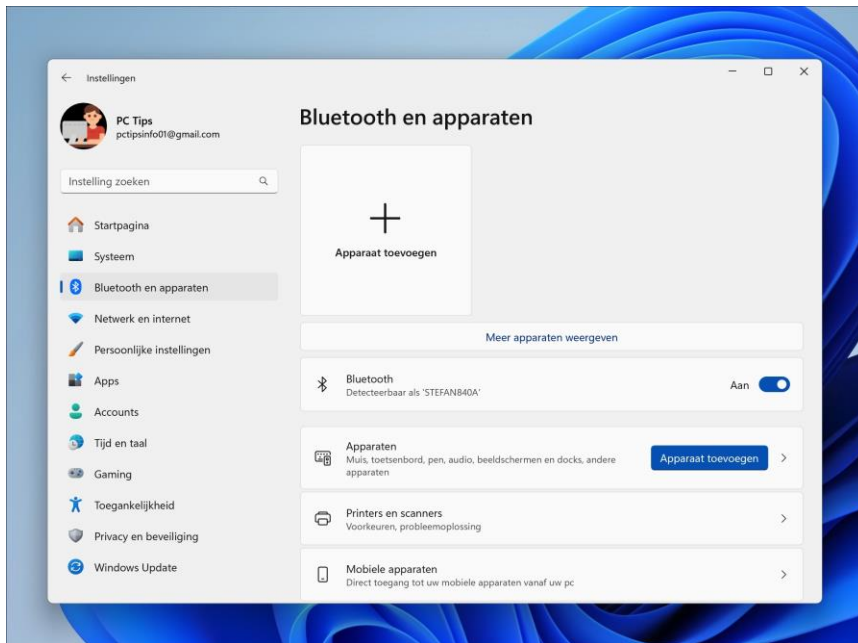 Instellingen
PC Tips
pctipsinfo01@gmail.com
Instelling zoeken
Startpagina
Systeem
Bluetooth en apparaten
Netwerk en internet
Persoonlijke instellingen
Apps
Accounts
Tijd en taal
Gaming
Toegankelijkheid
Privacy en beveiliging
Windows Update
Bluetooth en apparaten
Apparaat toevoegen
Meer apparaten weergeven
Bluetooth
Detecteerbaar als 'STEFAN840A'
Aan
Apparaten
Muis, toetsenbord, pen, audio, beeldschermen en docks, andere
apparaten
Apparaat toevoegen
Printers en scanners
Voorkeuren, probleemoplossing
Mobiele apparaten
Direct toegang tot uw mobiele apparaten vanaf uw pc